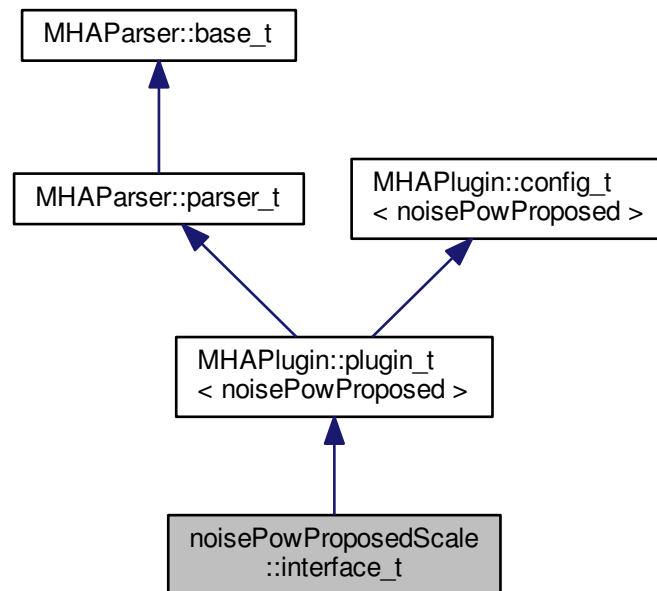 MHAParser::base_t
MHAParser::parser_t
MHAPlugin::config_t
< noisePowProposed >
MHAPlugin::plugin_t
< noisePowProposed >
noisePowProposedScale
::interface_t